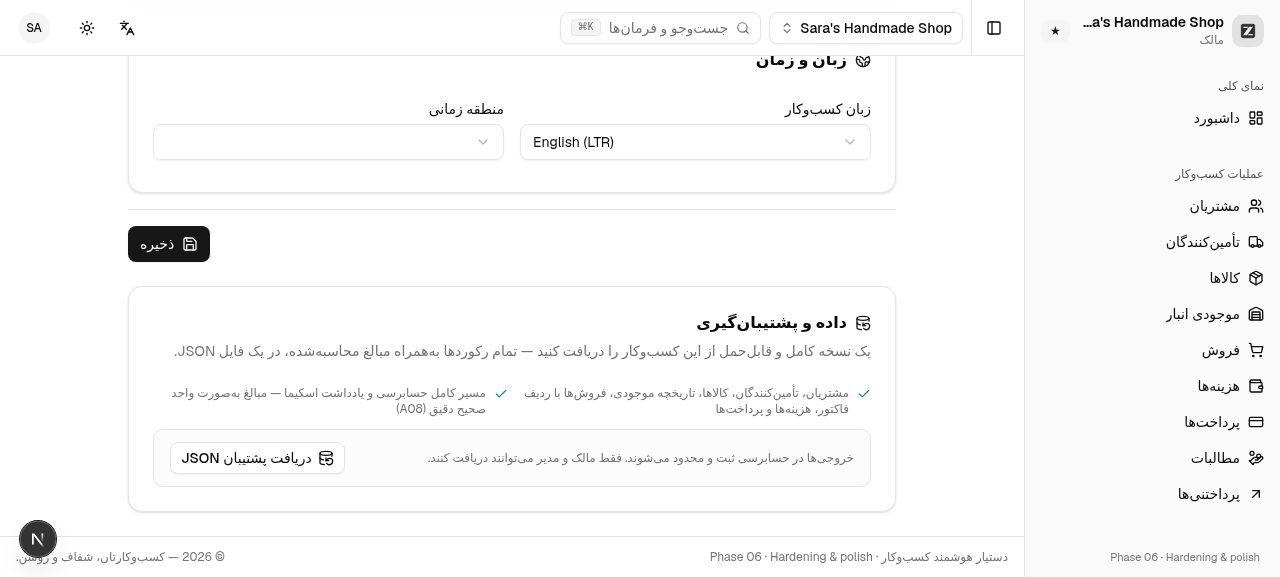 ...a's Handmade Shop
مالک
★
نمای کلی
داشبورد
عملیات کسب‌وکار
مشتریان
تأمین‌کنندگان
کالاها
موجودی انبار
فروش
هزینه‌ها
پرداخت‌ها
مطالبات
پرداختنی‌ها
Phase 06 · Hardening & polish
Sara's Handmade Shop
جست‌وجو و فرمان‌ها
⌘K
SA
زبان و زمان
زبان کسب‌وکار
English (LTR)
منطقه زمانی
ذخیره
داده و پشتیبان‌گیری
یک نسخه کامل و قابل‌حمل از این کسب‌وکار را دریافت کنید — تمام رکوردها به‌همراه مبالغ محاسبه‌شده، در یک فایل JSON.
مشتریان، تأمین‌کنندگان، کالاها، تاریخچه موجودی، فروش‌ها با ردیف
فاکتور، هزینه‌ها و پرداخت‌ها
مسیر کامل حسابرسی و یادداشت اسکیما — مبالغ به‌صورت واحد
صحیح دقیق (A08)
خروجی‌ها در حسابرسی ثبت و محدود می‌شوند. فقط مالک و مدیر می‌توانند دریافت کنند.
دریافت پشتیبان JSON
دستیار هوشمند کسب‌وکار · Phase 06 · Hardening & polish
© 2026 — کسب‌وکارتان، شفاف و روشن.
N